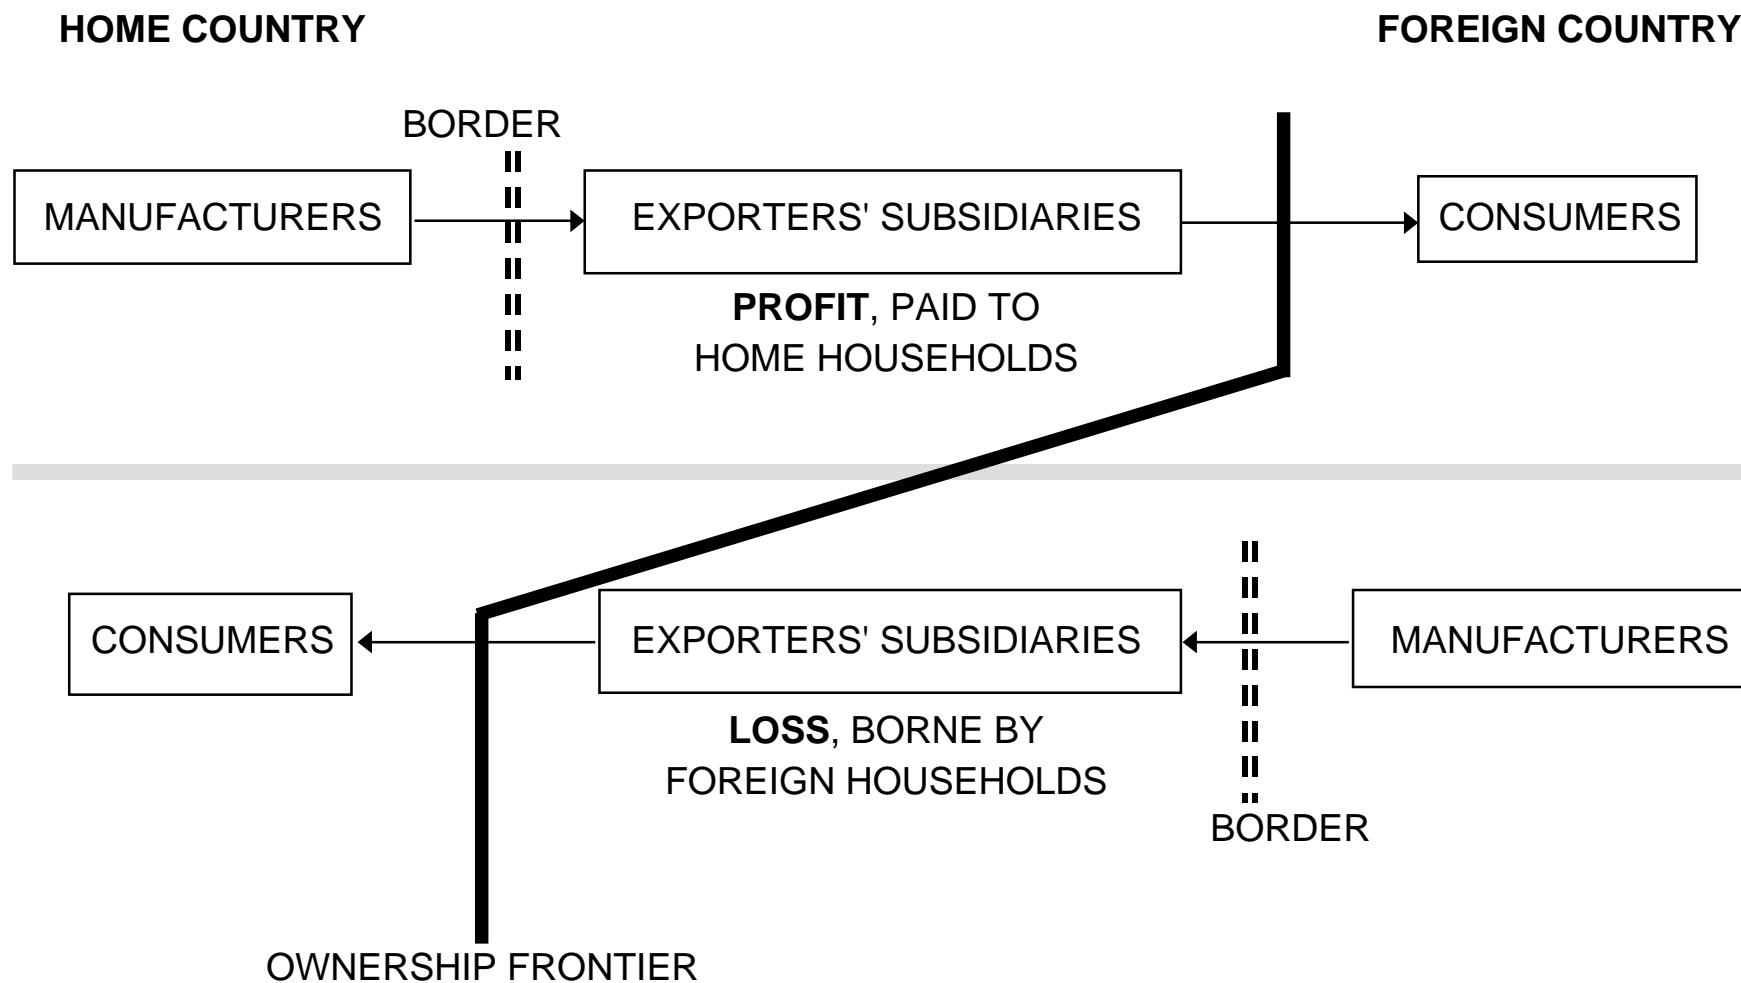 HOME COUNTRY
FOREIGN COUNTRY
BORDER
MANUFACTURERS
EXPORTERS' SUBSIDIARIES
CONSUMERS
PROFIT, PAID TO
HOME HOUSEHOLDS
CONSUMERS
EXPORTERS' SUBSIDIARIES
MANUFACTURERS
LOSS, BORNE BY
FOREIGN HOUSEHOLDS
BORDER
OWNERSHIP FRONTIER